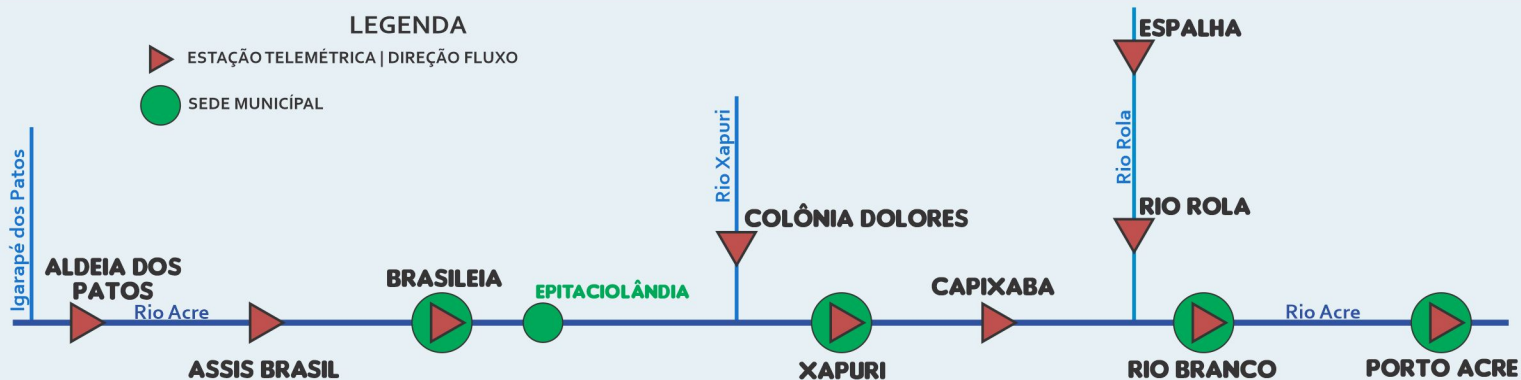 LEGENDA
ESTAÇÃO TELEMÉTRICA | DIREÇÃO FLUXO
SEDE MUNICÍPAL
Igarapé dos Patos
ALDEIA DOS
PATOS
Rio Acre
ASSIS BRASIL
BRASILEIA
EPITACIOLÂNDIA
Rio Xapuri
COLÔNIA DOLORES
XAPURI
CAPIXABA
ESPALHA
Rio Rola
RIO ROLA
RIO BRANCO
Rio Acre
PORTO ACRE